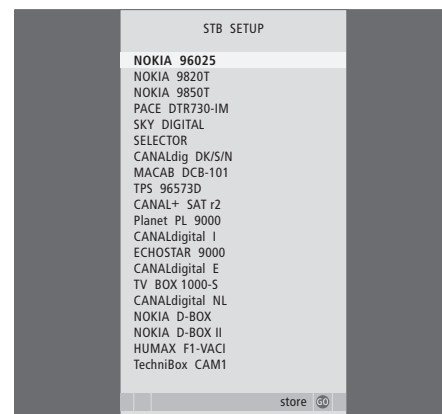 STB SETUP
NOKIA 96025
NOKIA 9820T
NOKIA 9850T
PACE DTR730-IM
SKY DIGITAL
SELECTOR
CANALdig DK/S/N
MACAB DCB-101
TPS 96573D
CANAL+ SAT r2
Planet PL 9000
CANALdigital I
ECHOSTAR 9000
CANALdigital E
TV BOX 1000-S
CANALdigital NL
NOKIA D-BOX
NOKIA D-BOX II
HUMAX F1-VACI
TechniBox CAM1
store GO